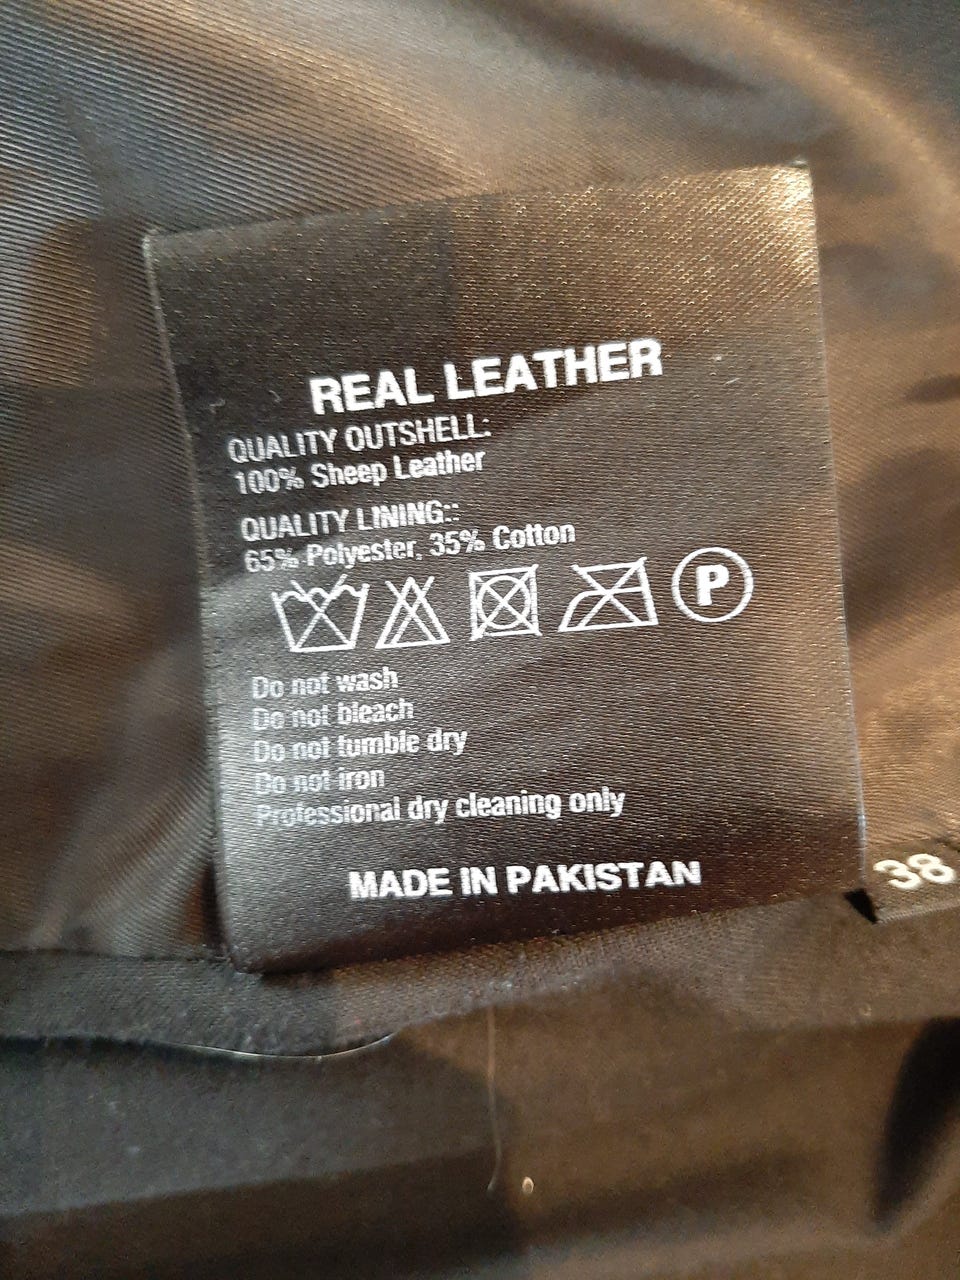 REAL LEATHER
QUALITY OUTSHELL:
100% Sheep Leather
QUALITY LINING::
65% Polyester, 35% Cotton
P
Do not wash
Do not bleach
Do not tumble dry
Do not iron
Professional dry cleaning only
MADE IN PAKISTAN
38